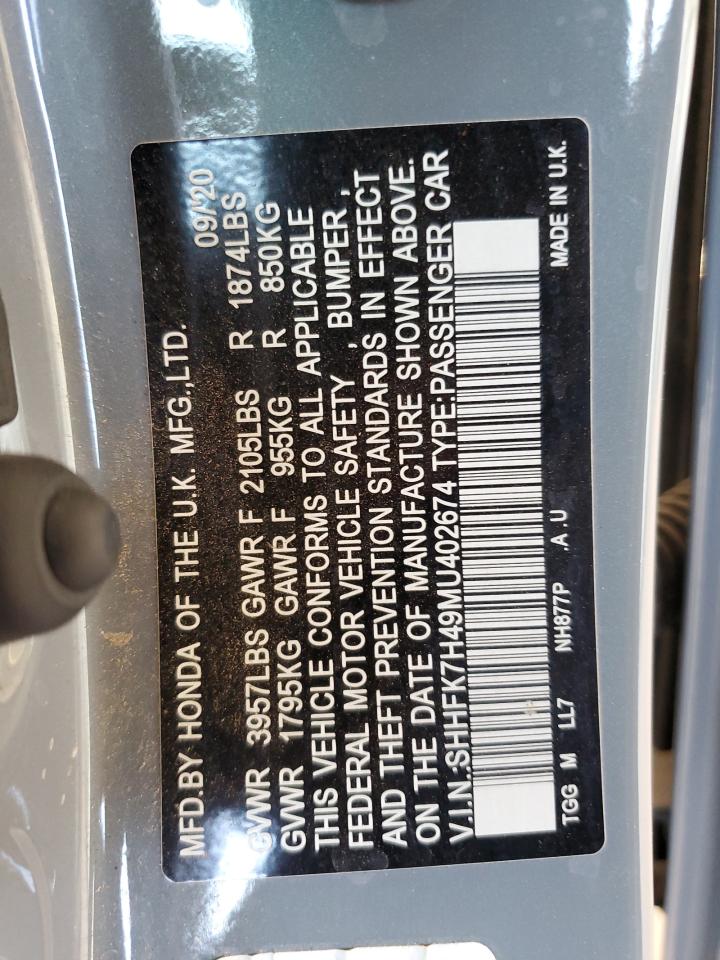 MFD.BY HONDA OF THE U.K. MFG.,LTD. 09/'20
GVWR 3957LBS GAWR F 2105LBS R 1874LBS
GVWR 1795KG GAWR F 955KG R 850KG
THIS VEHICLE CONFORMS TO ALL APPLICABLE
FEDERAL MOTOR VEHICLE SAFETY , BUMPER ,
AND THEFT PREVENTION STANDARDS IN EFFECT
ON THE DATE OF MANUFACTURE SHOWN ABOVE.
V.I.N.:SHHFK7H49MU402674 TYPE:PASSENGER CAR
TGG M LL7 NH877P .A .U MADE IN U.K.